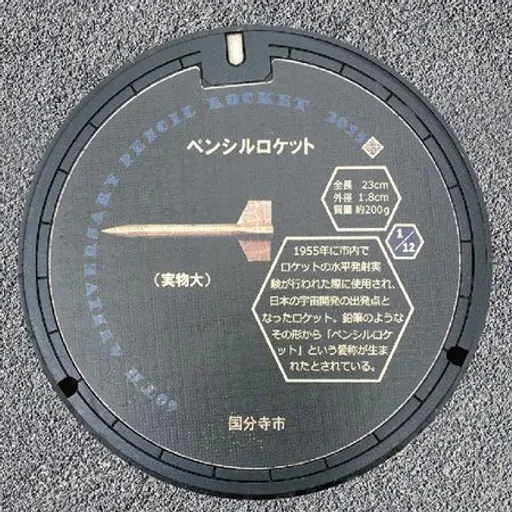 60TH ANNIVERSARY PENCIL ROCKET 2015
ペンシルロケット
全長 23cm
外径 1.8cm
質量 約200g
1/12
(実物大)
1955年に市内で
ロケットの水平発射実
験が行われた際に使用され、
日本の宇宙開発の出発点と
なったロケット。鉛筆のような
その形から「ペンシルロケ
ット」という愛称が生ま
れたとされている。
国分寺市